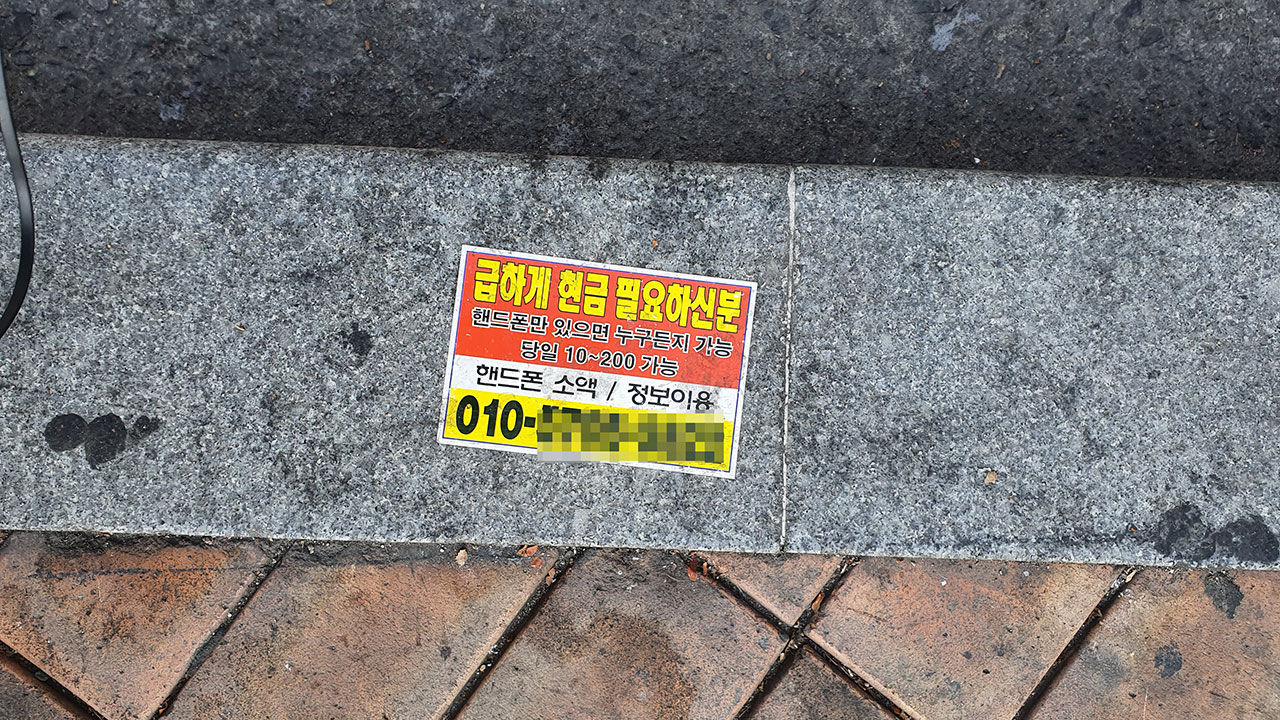 급하게 현금 필요하신분
핸드폰만 있으면 누구든지 가능
당일 10~200 가능
핸드폰 소액 / 정보이용
010-